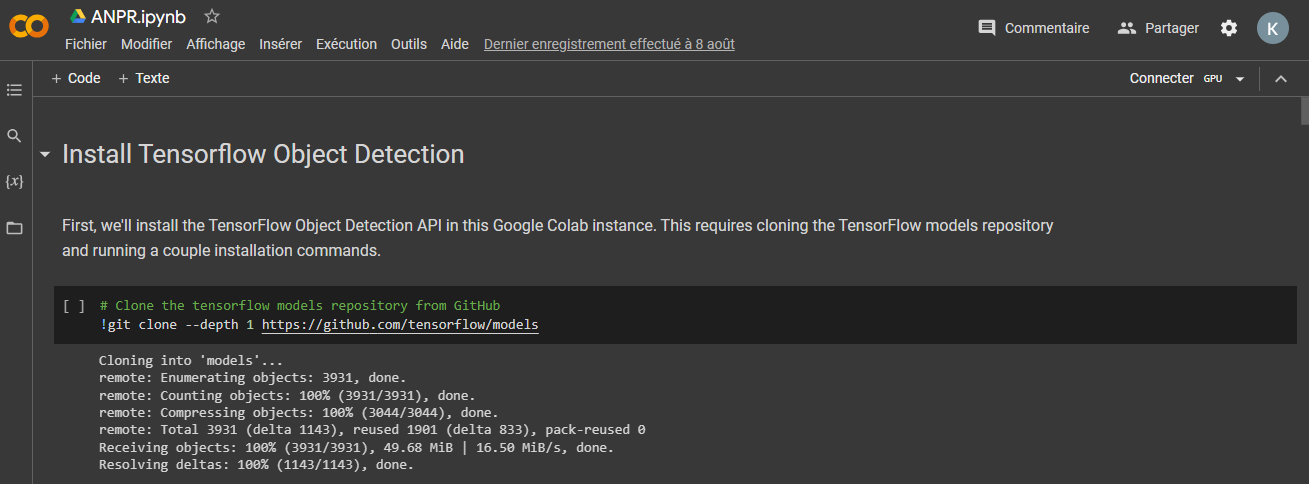 ANPR.ipynb
Commentaire Partager K
Fichier Modifier Affichage Insérer Exécution Outils Aide Dernier enregistrement effectué à 8 août
+ Code + Texte Connecter GPU
Install Tensorflow Object Detection
{x}
First, we'll install the TensorFlow Object Detection API in this Google Colab instance. This requires cloning the TensorFlow models repository
and running a couple installation commands.
[ ] # Clone the tensorflow models repository from GitHub
!git clone --depth 1 https://github.com/tensorflow/models
Cloning into 'models'...
remote: Enumerating objects: 3931, done.
remote: Counting objects: 100% (3931/3931), done.
remote: Compressing objects: 100% (3044/3044), done.
remote: Total 3931 (delta 1143), reused 1901 (delta 833), pack-reused 0
Receiving objects: 100% (3931/3931), 49.68 MiB | 16.50 MiB/s, done.
Resolving deltas: 100% (1143/1143), done.